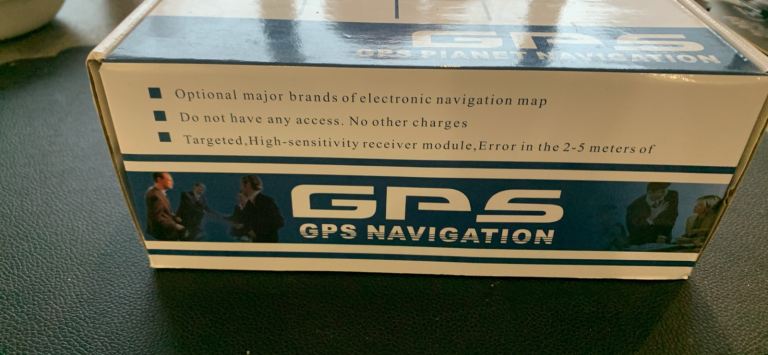 GPS
GPS PIANET NAVIGATION
Optional major brands of electronic navigation map
Do not have any access. No other charges
Targeted,High-sensitivity receiver module,Error in the 2-5 meters of
GPS
GPS NAVIGATION